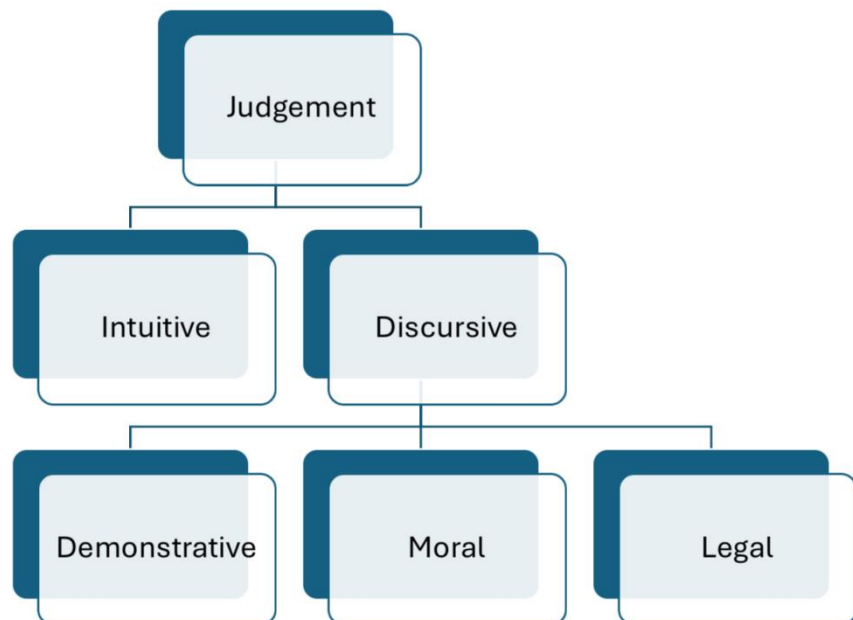 Judgement
Intuitive
Discursive
Demonstrative
Moral
Legal